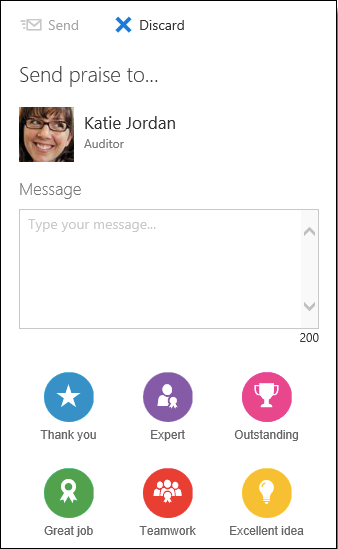 Send Discard
Send praise to...
Katie Jordan
Auditor
Message
Type your message...
200
Thank you Expert Outstanding
Great job Teamwork Excellent idea